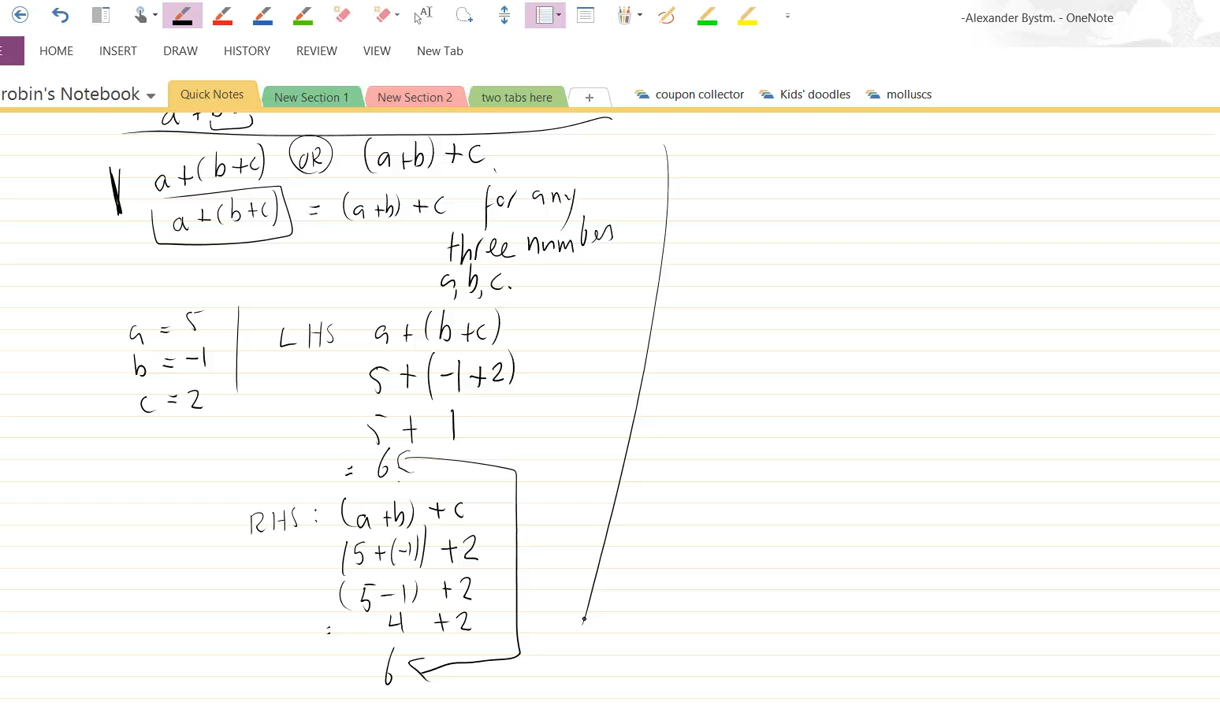 -Alexander Bystm. - OneNote
HOME INSERT DRAW HISTORY REVIEW VIEW New Tab
robin's Notebook Quick Notes New Section 1 New Section 2 two tabs here + coupon collector Kids' doodles molluscs
a+(b+c) OR (a+b)+c
a+(b+c) = (a+b)+c for any
three numbers
a,b,c.
a = 5
b = -1
c = 2
LHS a+(b+c)
5+(-1+2)
5 + 1
= 6
RHS: (a+b)+c
(5+(-1))+2
(5-1) +2
= 4 +2
6